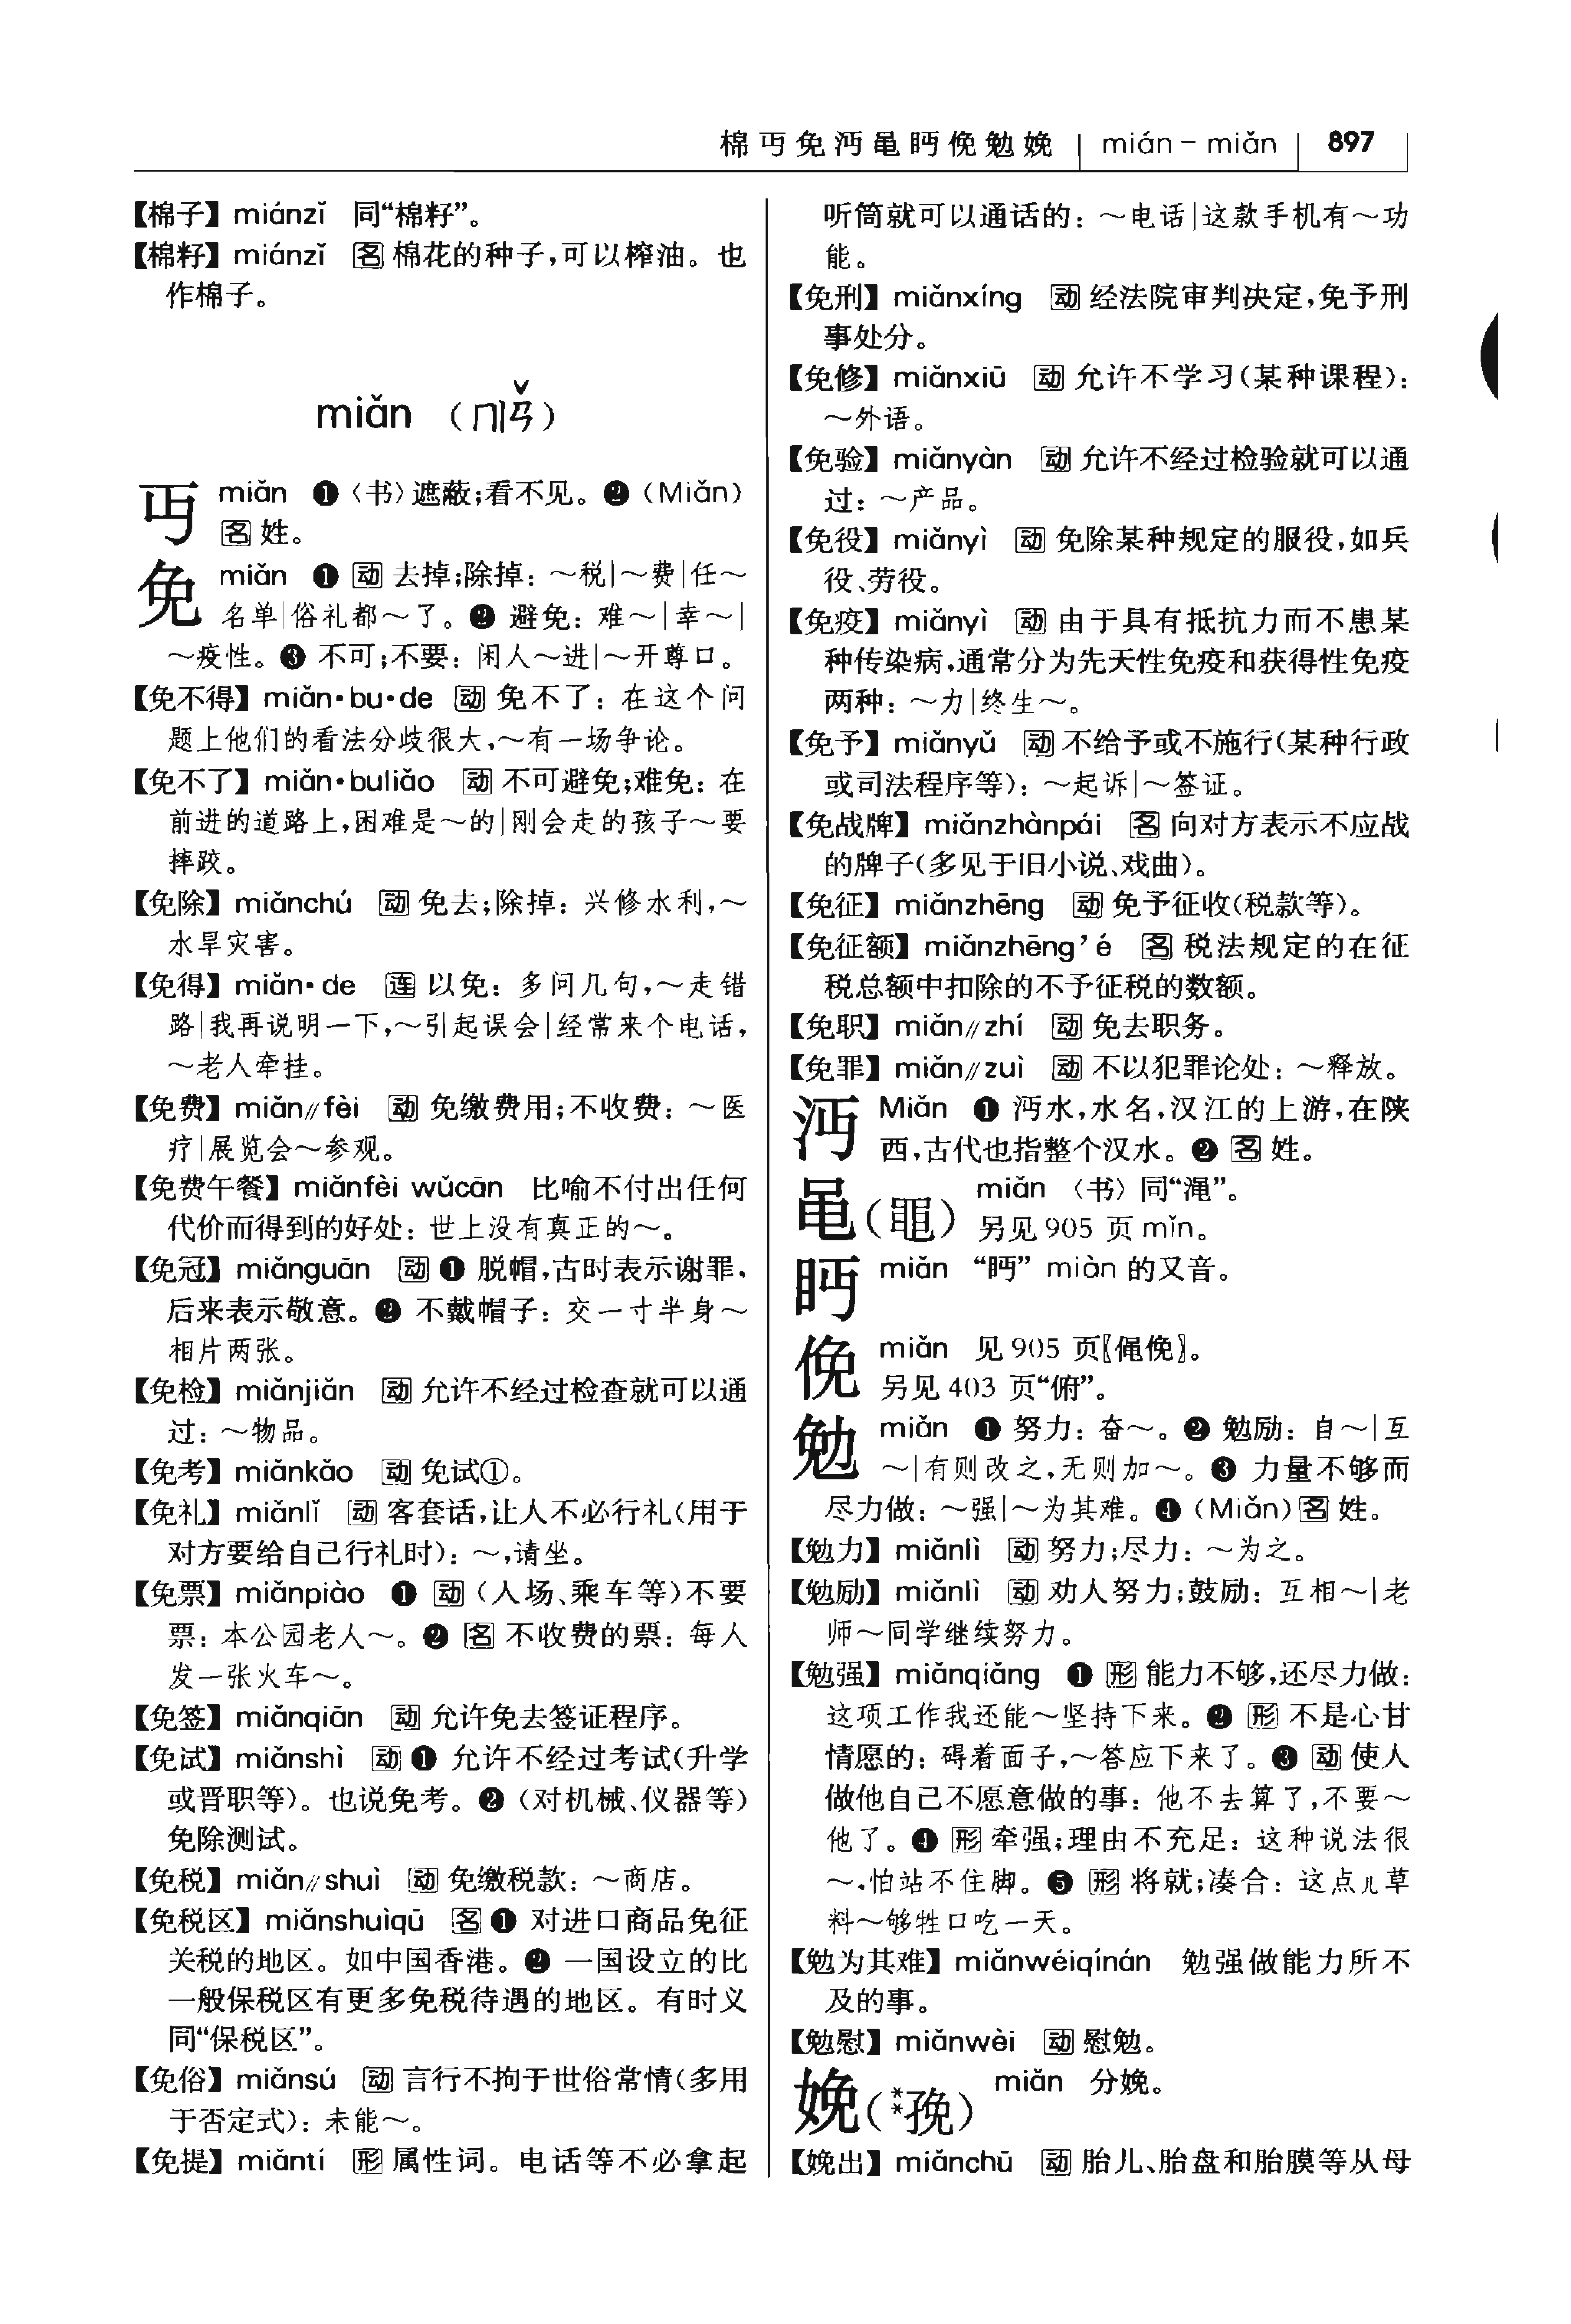 棉丏免沔黾眄俛勉娩 | mián－miǎn | 897
【棉子】 miánzǐ 同“棉籽”。
【棉籽】 miánzǐ 名 棉花的种子，可以榨油。也
作棉子。
miǎn （ㄇㄧㄢˇ）
丏 miǎn ❶〈书〉遮蔽；看不见。❷（Miǎn）
名 姓。
免 miǎn ❶ 动 去掉；除掉：～税|～费|任～
名单|俗礼都～了。❷ 避免：难～|幸～|
～疫性。❸ 不可；不要：闲人～进|～开尊口。
【免不得】 miǎn·bu·de 动 免不了：在这个问
题上他们的看法分歧很大，～有一场争论。
【免不了】 miǎn·buliǎo 动 不可避免；难免：在
前进的道路上，困难是～的|刚会走的孩子～要
摔跤。
【免除】 miǎnchú 动 免去；除掉：兴修水利，～
水旱灾害。
【免得】 miǎn·de 连 以免：多问几句，～走错
路|我再说明一下，～引起误会|经常来个电话，
～老人牵挂。
【免费】 miǎn//fèi 动 免缴费用；不收费：～医
疗|展览会～参观。
【免费午餐】 miǎnfèi wǔcān 比喻不付出任何
代价而得到的好处：世上没有真正的～。
【免冠】 miǎnguān 动 ❶ 脱帽，古时表示谢罪，
后来表示敬意。❷ 不戴帽子：交一寸半身～
相片两张。
【免检】 miǎnjiǎn 动 允许不经过检查就可以通
过：～物品。
【免考】 miǎnkǎo 动 免试①。
【免礼】 miǎnlǐ 动 客套话，让人不必行礼（用于
对方要给自己行礼时）：～，请坐。
【免票】 miǎnpiào ❶ 动（入场、乘车等）不要
票：本公园老人～。❷ 名 不收费的票：每人
发一张火车～。
【免签】 miǎnqiān 动 允许免去签证程序。
【免试】 miǎnshì 动 ❶ 允许不经过考试（升学
或晋职等）。也说免考。❷（对机械、仪器等）
免除测试。
【免税】 miǎn//shuì 动 免缴税款：～商店。
【免税区】 miǎnshuìqū 名 ❶ 对进口商品免征
关税的地区。如中国香港。❷ 一国设立的比
一般保税区有更多免税待遇的地区。有时义
同“保税区”。
【免俗】 miǎnsú 动 言行不拘于世俗常情（多用
于否定式）：未能～。
【免提】 miǎntí 形 属性词。电话等不必拿起
听筒就可以通话的：～电话|这款手机有～功
能。
【免刑】 miǎnxíng 动 经法院审判决定，免予刑
事处分。
【免修】 miǎnxiū 动 允许不学习（某种课程）：
～外语。
【免验】 miǎnyàn 动 允许不经过检验就可以通
过：～产品。
【免役】 miǎnyì 动 免除某种规定的服役，如兵
役、劳役。
【免疫】 miǎnyì 动 由于具有抵抗力而不患某
种传染病，通常分为先天性免疫和获得性免疫
两种：～力|终生～。
【免予】 miǎnyǔ 动 不给予或不施行（某种行政
或司法程序等）：～起诉|～签证。
【免战牌】 miǎnzhànpái 名 向对方表示不应战
的牌子（多见于旧小说、戏曲）。
【免征】 miǎnzhēng 动 免予征收（税款等）。
【免征额】 miǎnzhēng’é 名 税法规定的在征
税总额中扣除的不予征税的数额。
【免职】 miǎn//zhí 动 免去职务。
【免罪】 miǎn//zuì 动 不以犯罪论处：～释放。
沔 Miǎn ❶ 沔水，水名，汉江的上游，在陕
西，古代也指整个汉水。❷ 名 姓。
黾（黽） miǎn 〈书〉同“渑”。
另见 905 页 mǐn。
眄 miǎn “眄” miàn 的又音。
俛 miǎn 见 905 页〖僶俛〗。
另见 403 页“俯”。
勉 miǎn ❶ 努力：奋～。❷ 勉励：自～|互
～|有则改之，无则加～。❸ 力量不够而
尽力做：～强|～为其难。❹（Miǎn）名 姓。
【勉力】 miǎnlì 动 努力；尽力：～为之。
【勉励】 miǎnlì 动 劝人努力；鼓励：互相～|老
师～同学继续努力。
【勉强】 miǎnqiǎng ❶ 形 能力不够，还尽力做：
这项工作我还能～坚持下来。❷ 形 不是心甘
情愿的：碍着面子，～答应下来了。❸ 动 使人
做他自己不愿意做的事：他不去算了，不要～
他了。❹ 形 牵强；理由不充足：这种说法很
～，怕站不住脚。❺ 形 将就；凑合：这点儿草
料～够牲口吃一天。
【勉为其难】 miǎnwéiqínán 勉强做能力所不
及的事。
【勉慰】 miǎnwèi 动 慰勉。
娩（**挽） miǎn 分娩。
【娩出】 miǎnchū 动 胎儿、胎盘和胎膜等从母